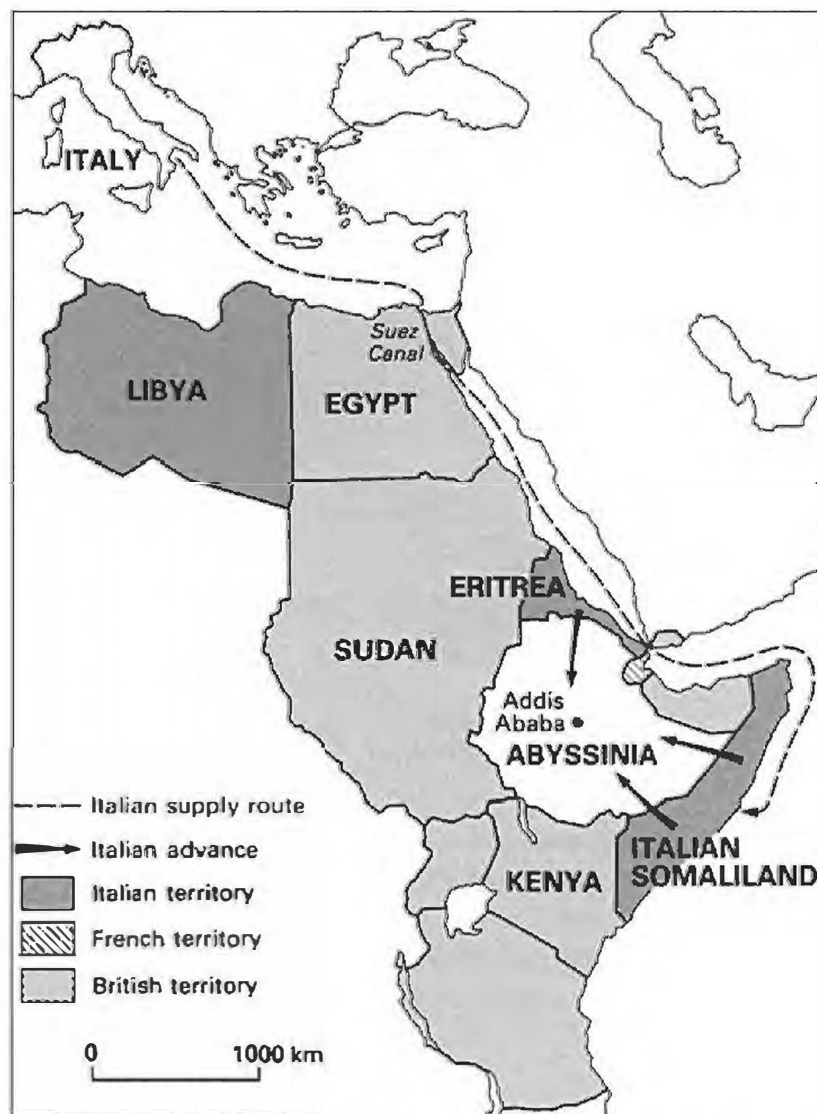 ITALY
Suez
Canal
LIBYA
EGYPT
ERITREA
SUDAN
Addis
Ababa
ABYSSINIA
Italian supply route
Italian advance
ITALIAN
SOMALILAND
KENYA
Italian territory
French territory
British territory
0 1000 km